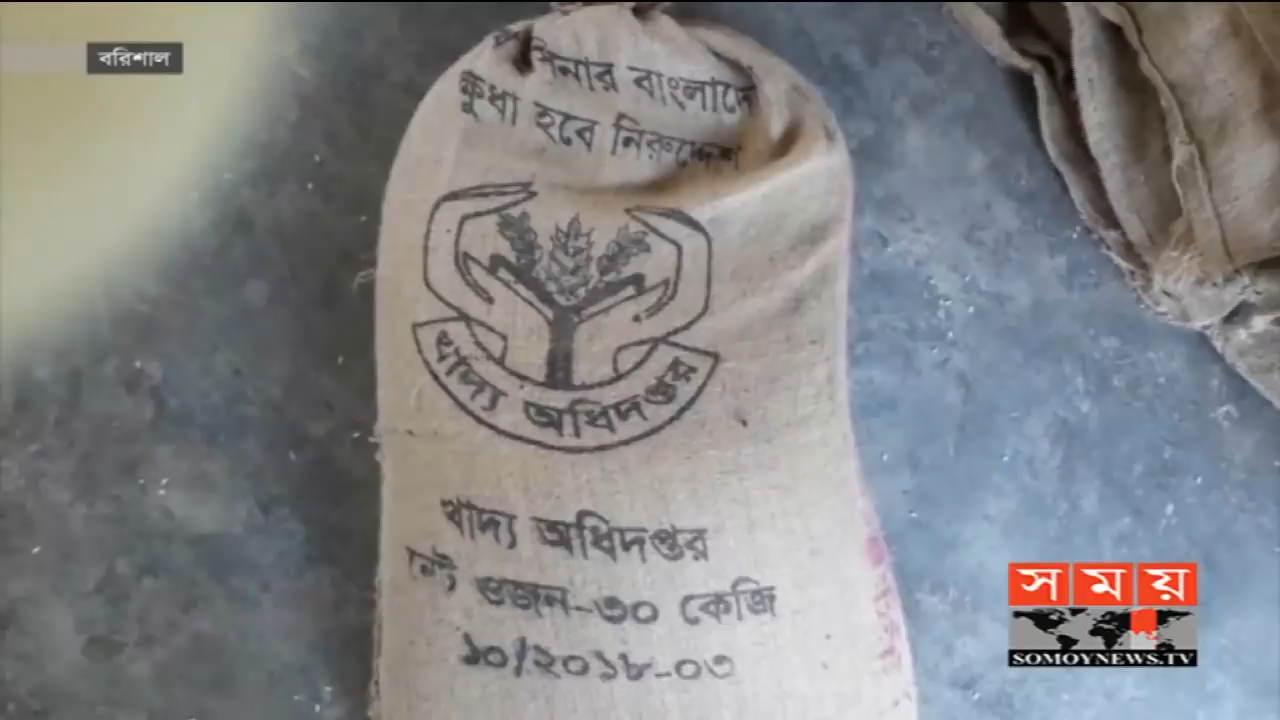 বরিশাল
বাংলাদে
ক্ষুধা হবে নিরুদ্দেশ
খাদ্য অধিদপ্তর
খাদ্য অধিদপ্তর
নেট ওজন-৩০ কেজি
১০/২০১৮-০৩
সময়
SOMOYNEWS.TV